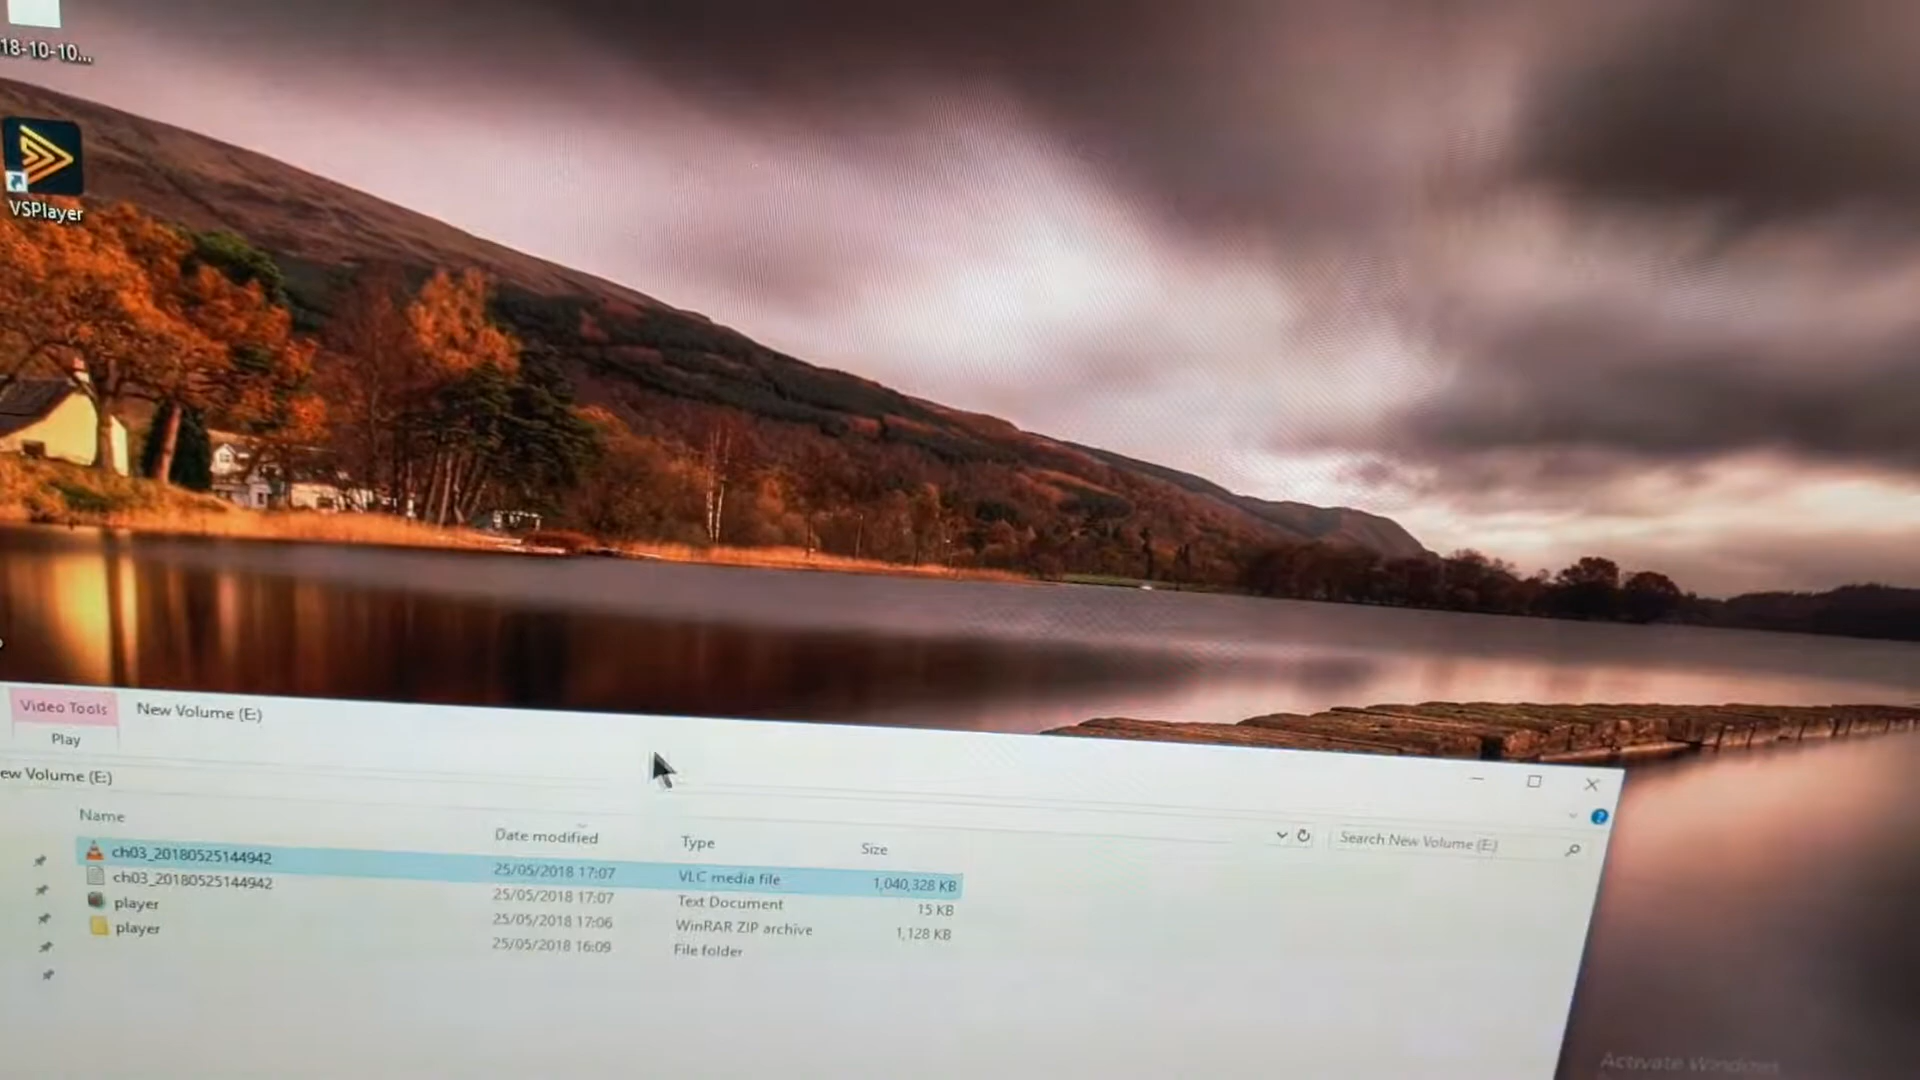 18-10-10...
VSPlayer
Video Tools
New Volume (E:)
Play
ew Volume (E:)
Search New Volume (E:)
Name
Date modified
Type
Size
ch03_20180525144942
25/05/2018 17:07
VLC media file
1,040,328 KB
ch03_20180525144942
25/05/2018 17:07
Text Document
15 KB
player
25/05/2018 17:06
WinRAR ZIP archive
1,128 KB
player
25/05/2018 16:09
File folder
Activate Windows